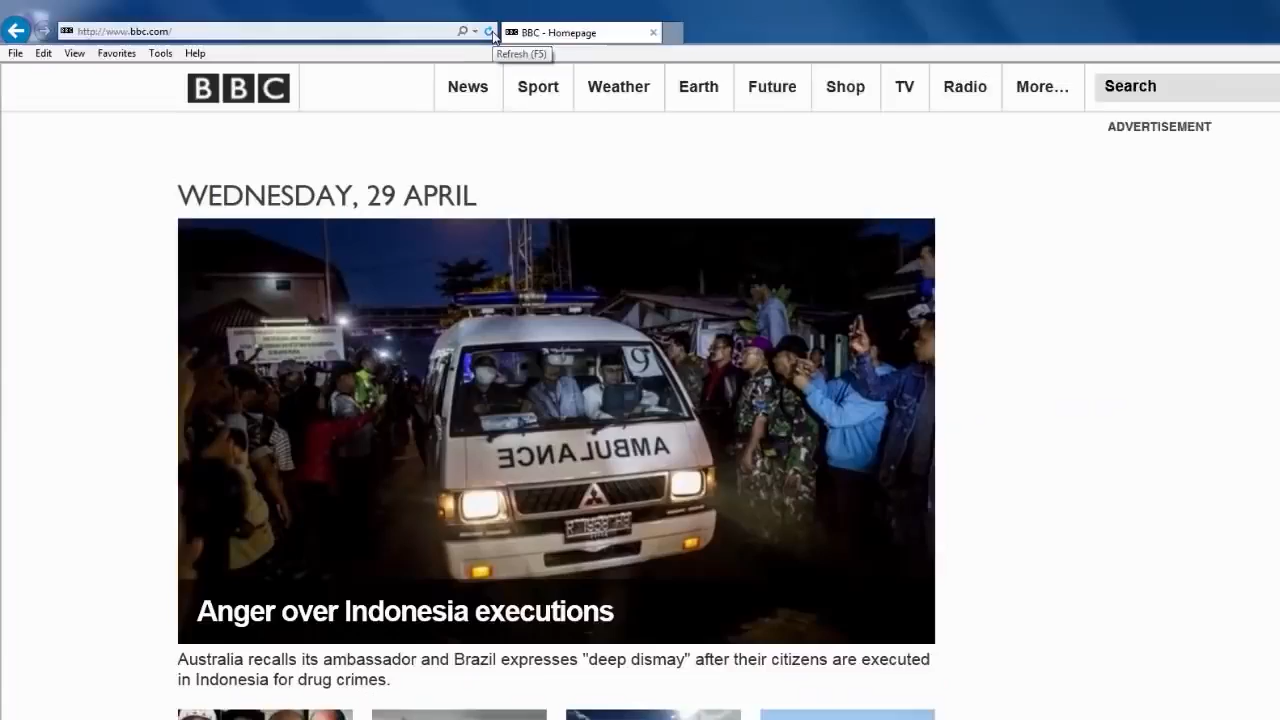 http://www.bbc.com/
BBC - Homepage
File Edit View Favorites Tools Help
Refresh (F5)
BBC
News Sport Weather Earth Future Shop TV Radio More... Search
ADVERTISEMENT
WEDNESDAY, 29 APRIL
9
AMBULANCE
Anger over Indonesia executions
Australia recalls its ambassador and Brazil expresses "deep dismay" after their citizens are executed
in Indonesia for drug crimes.